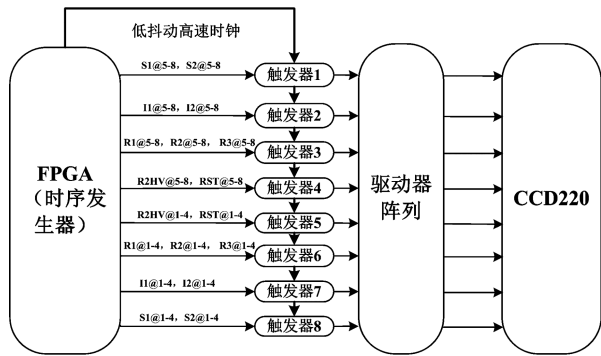 低抖动高速时钟
S1@5-8，S2@5-8
触发器1
I1@5-8，I2@5-8
触发器2
R1@5-8，R2@5-8，R3@5-8
触发器3
FPGA
（时序发
生器）
R2HV@5-8，RST@5-8
触发器4
驱动器
阵列
CCD220
R2HV@1-4，RST@1-4
触发器5
R1@1-4，R2@1-4，R3@1-4
触发器6
I1@1-4，I2@1-4
触发器7
S1@1-4，S2@1-4
触发器8